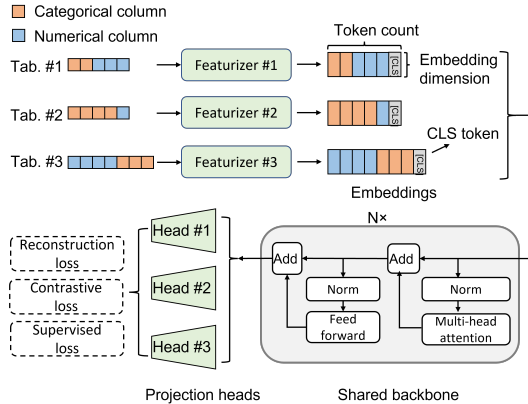 Categorical column
Numerical column
Token count
Tab. #1
Featurizer #1
[CLS]
Embedding
dimension
Tab. #2
Featurizer #2
[CLS]
CLS token
Tab. #3
Featurizer #3
[CLS]
Embeddings
N×
Reconstruction
loss
Contrastive
loss
Supervised
loss
Head #1
Head #2
Head #3
Add
Norm
Feed
forward
Add
Norm
Multi-head
attention
Projection heads
Shared backbone